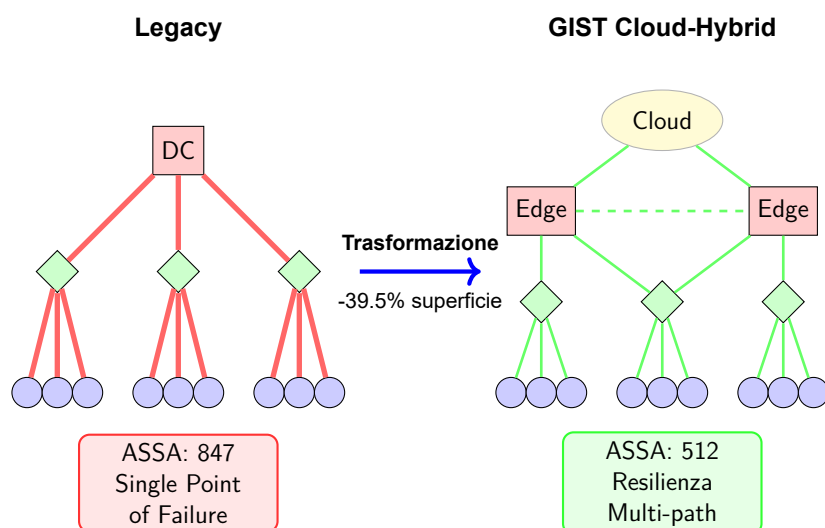 Legacy
GIST Cloud-Hybrid
Cloud
DC
Edge
Edge
Trasformazione
-39.5% superficie
ASSA: 847
Single Point
of Failure
ASSA: 512
Resilienza
Multi-path